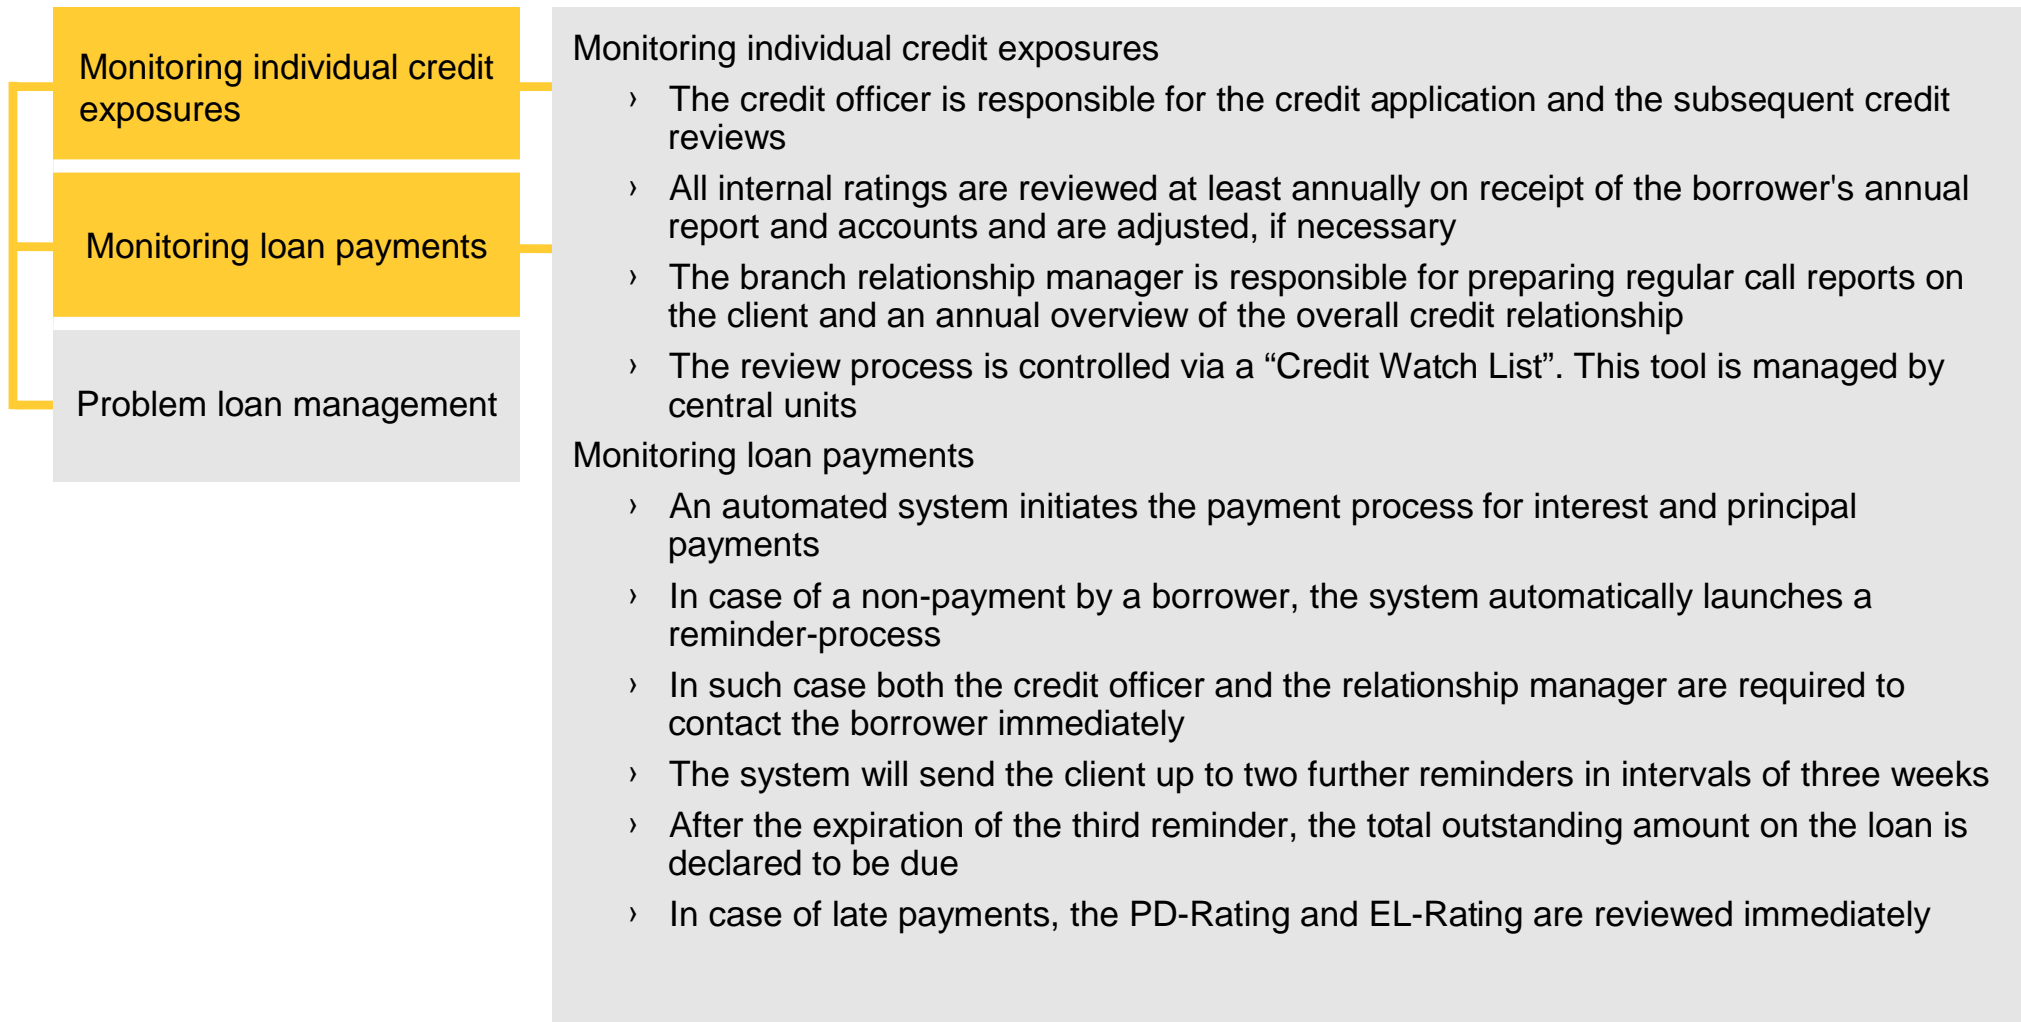 Monitoring individual credit
exposures
Monitoring loan payments
Problem loan management
Monitoring individual credit exposures
› The credit officer is responsible for the credit application and the subsequent credit
reviews
› All internal ratings are reviewed at least annually on receipt of the borrower's annual
report and accounts and are adjusted, if necessary
› The branch relationship manager is responsible for preparing regular call reports on
the client and an annual overview of the overall credit relationship
› The review process is controlled via a “Credit Watch List”. This tool is managed by
central units
Monitoring loan payments
› An automated system initiates the payment process for interest and principal
payments
› In case of a non-payment by a borrower, the system automatically launches a
reminder-process
› In such case both the credit officer and the relationship manager are required to
contact the borrower immediately
› The system will send the client up to two further reminders in intervals of three weeks
› After the expiration of the third reminder, the total outstanding amount on the loan is
declared to be due
› In case of late payments, the PD-Rating and EL-Rating are reviewed immediately